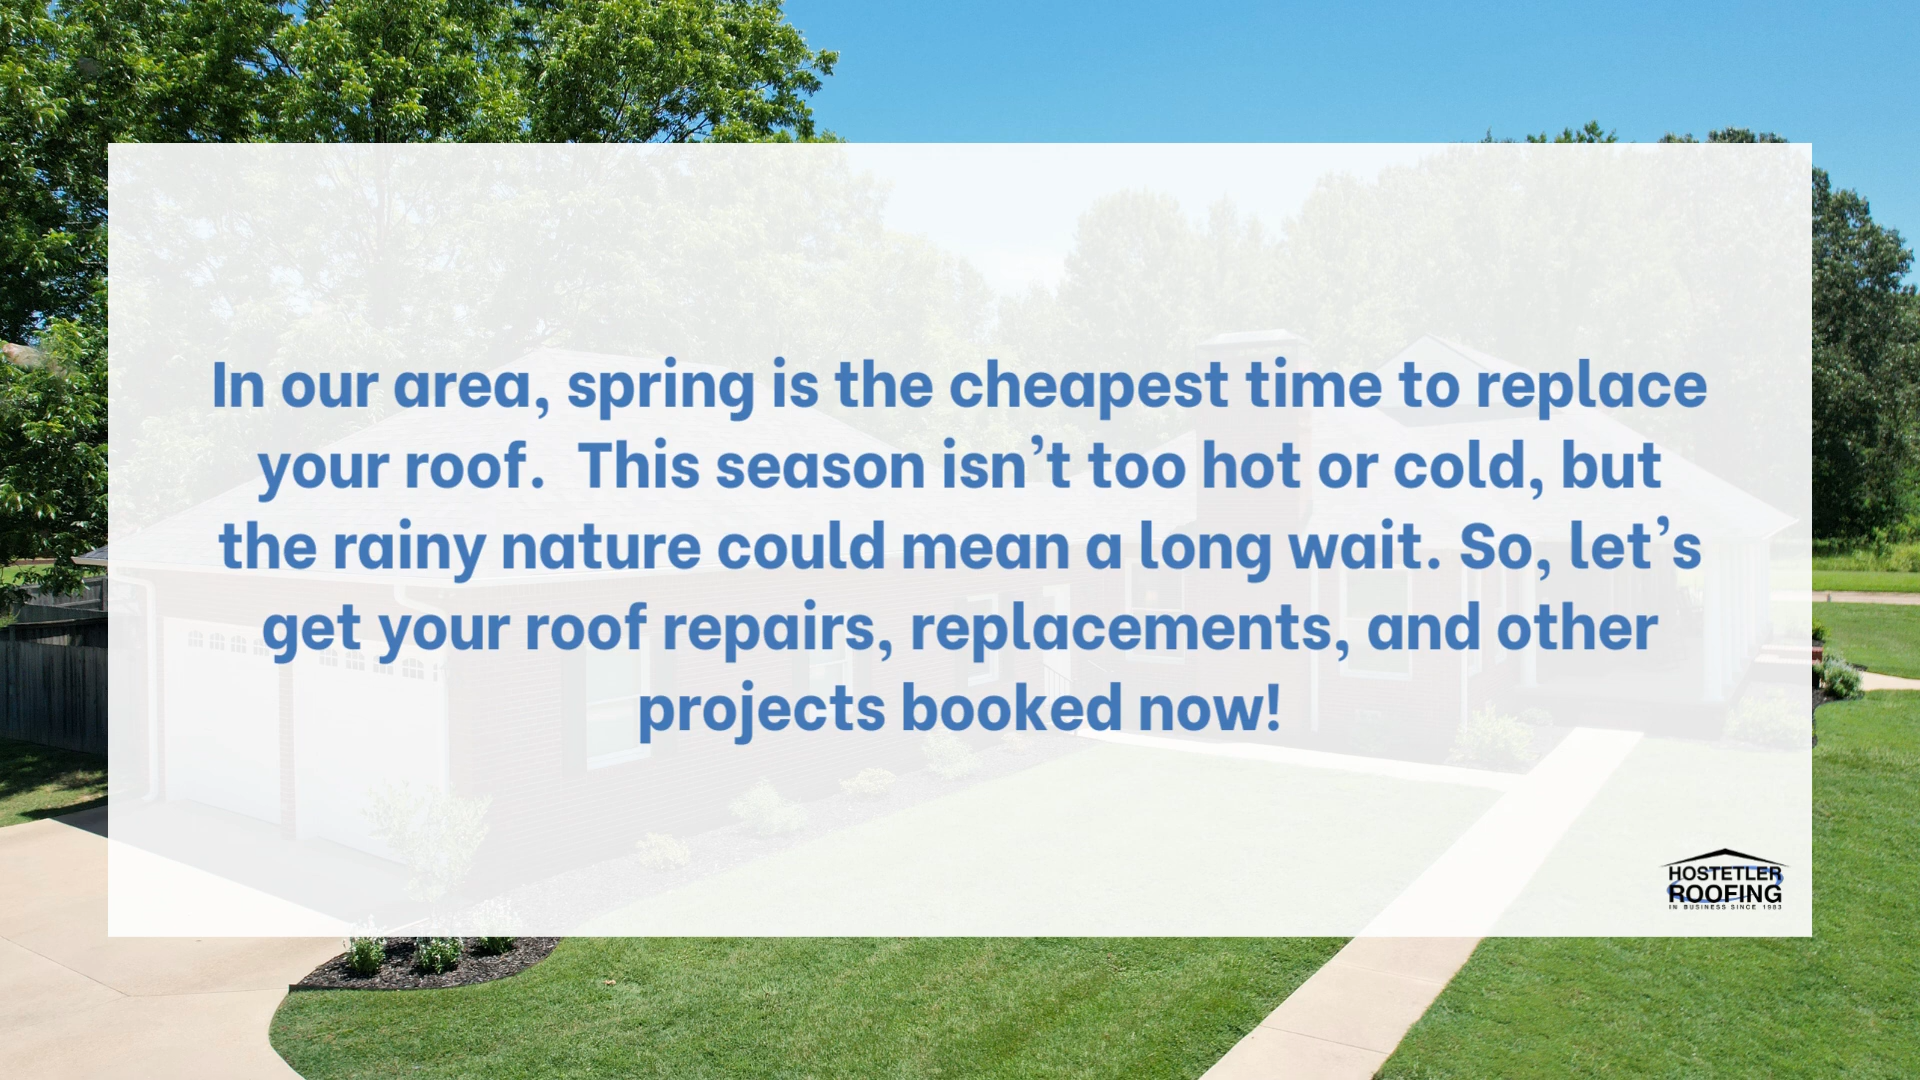 In our area, spring is the cheapest time to replace
your roof.  This season isn’t too hot or cold, but
the rainy nature could mean a long wait. So, let’s
get your roof repairs, replacements, and other
projects booked now!
HOSTETLER
ROOFING
IN BUSINESS SINCE 1983